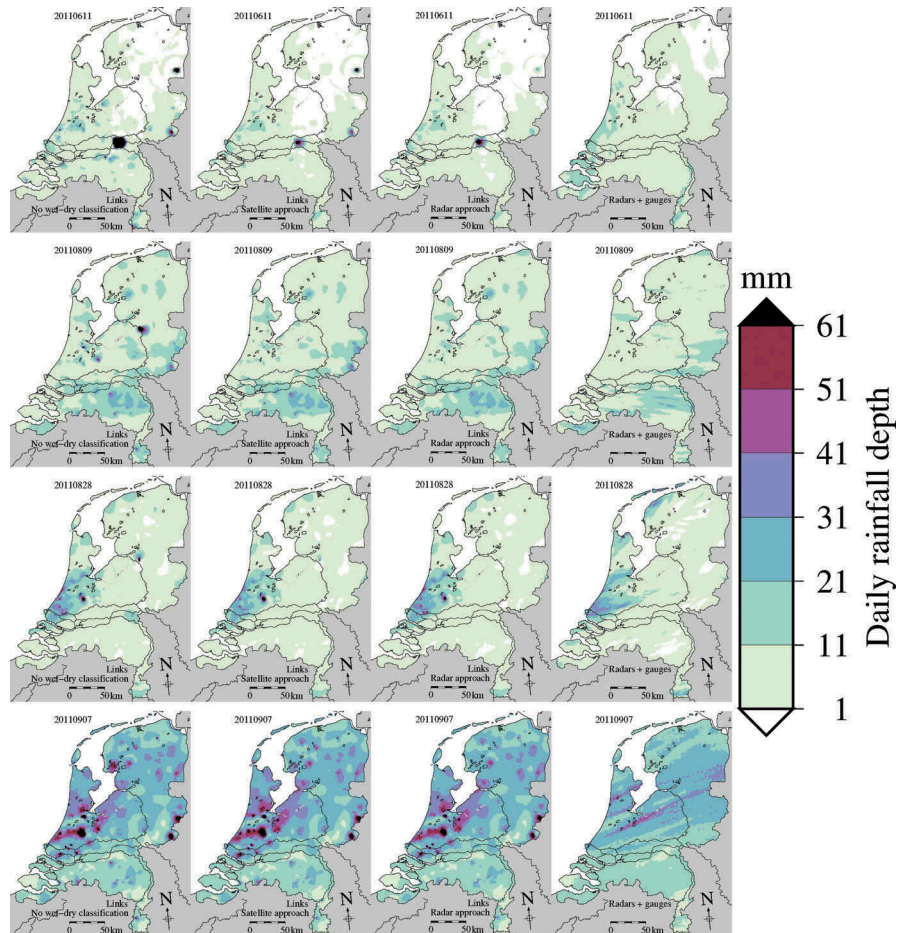 20110611
20110611
20110611
20110611
Links
No wet-dry classification
0 50km
N
Links
Satellite approach
0 50km
N
Links
Radar approach
0 50km
N
Radars + gauges
0 50km
N
20110809
20110809
20110809
20110809
Links
No wet-dry classification
0 50km
N
Links
Satellite approach
0 50km
N
Links
Radar approach
0 50km
N
Radars + gauges
0 50km
N
20110828
20110828
20110828
20110828
Links
No wet-dry classification
0 50km
N
Links
Satellite approach
0 50km
N
Links
Radar approach
0 50km
N
Radars + gauges
0 50km
N
20110907
20110907
20110907
20110907
Links
No wet-dry classification
0 50km
N
Links
Satellite approach
0 50km
N
Links
Radar approach
0 50km
N
Radars + gauges
0 50km
N
mm
61
51
41
31
21
11
1
Daily rainfall depth